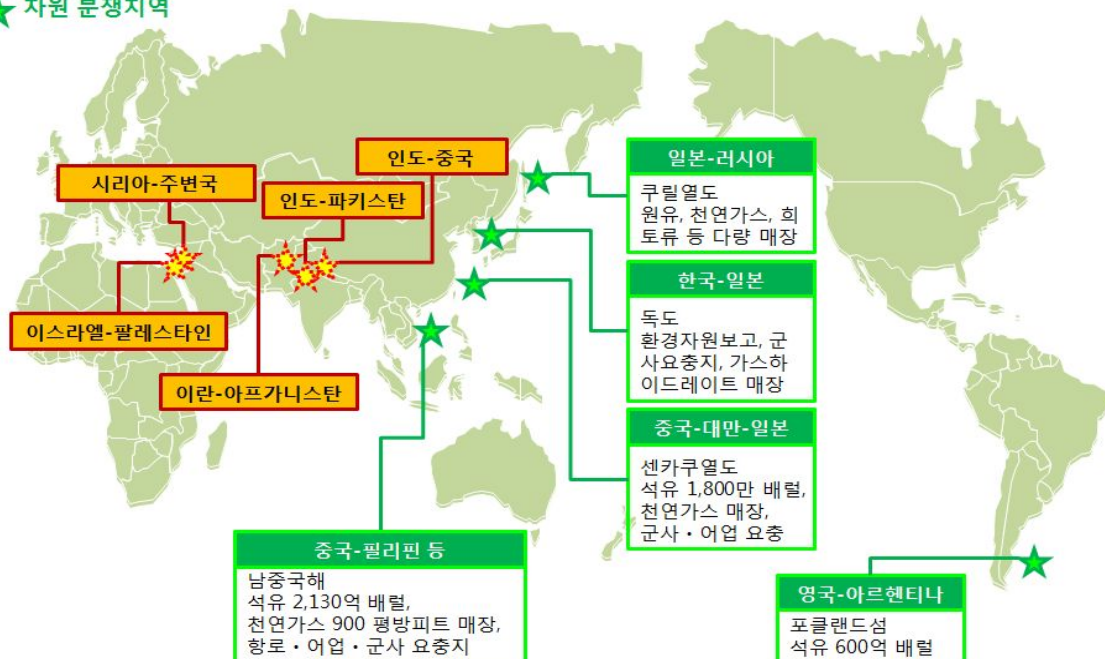 자원 분쟁지역
인도-중국
시리아-주변국
인도-파키스탄
이스라엘-팔레스타인
이란-아프가니스탄
일본-러시아
쿠릴열도
원유, 천연가스, 희
토류 등 다량 매장
한국-일본
독도
환경자원보고, 군
사요충지, 가스하
이드레이트 매장
중국-대만-일본
센카쿠열도
석유 1,800만 배럴,
천연가스 매장,
군사・어업 요충
중국-필리핀 등
남중국해
석유 2,130억 배럴,
천연가스 900 평방피트 매장,
항로・어업・군사 요충지
영국-아르헨티나
포클랜드섬
석유 600억 배럴